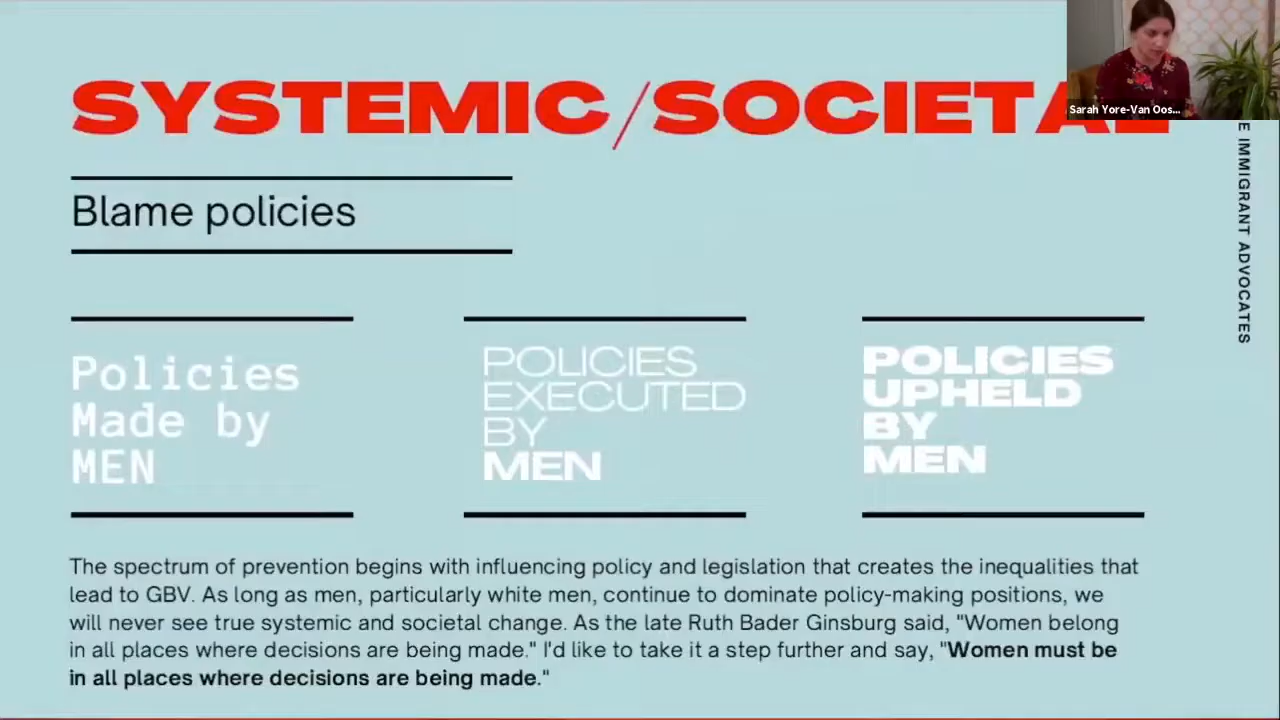 SYSTEMIC/SOCIETAL
Sarah Yore-Van Oos...
Blame policies
IMMIGRANT ADVOCATES
Policies
Made by
MEN
POLICIES
EXECUTED
BY
MEN
POLICIES
UPHELD
BY
MEN
The spectrum of prevention begins with influencing policy and legislation that creates the inequalities that
lead to GBV. As long as men, particularly white men, continue to dominate policy-making positions, we
will never see true systemic and societal change. As the late Ruth Bader Ginsburg said, "Women belong
in all places where decisions are being made." I'd like to take it a step further and say, "Women must be
in all places where decisions are being made."